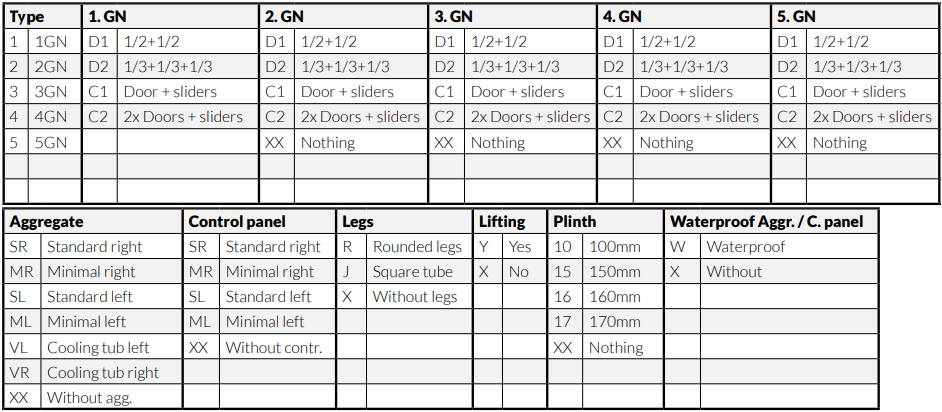 Type 1. GN 2. GN 3. GN 4. GN 5. GN
1 1GN D1 1/2+1/2 D1 1/2+1/2 D1 1/2+1/2 D1 1/2+1/2 D1 1/2+1/2
2 2GN D2 1/3+1/3+1/3 D2 1/3+1/3+1/3 D2 1/3+1/3+1/3 D2 1/3+1/3+1/3 D2 1/3+1/3+1/3
3 3GN C1 Door + sliders C1 Door + sliders C1 Door + sliders C1 Door + sliders C1 Door + sliders
4 4GN C2 2x Doors + sliders C2 2x Doors + sliders C2 2x Doors + sliders C2 2x Doors + sliders C2 2x Doors + sliders
5 5GN XX Nothing XX Nothing XX Nothing XX Nothing
Aggregate Control panel Legs Lifting Plinth Waterproof Aggr. / C. panel
SR Standard right SR Standard right R Rounded legs Y Yes 10 100mm W Waterproof
MR Minimal right MR Minimal right J Square tube X No 15 150mm X Without
SL Standard left SL Standard left X Without legs 16 160mm
ML Minimal left ML Minimal left 17 170mm
VL Cooling tub left XX Without contr. XX Nothing
VR Cooling tub right
XX Without agg.